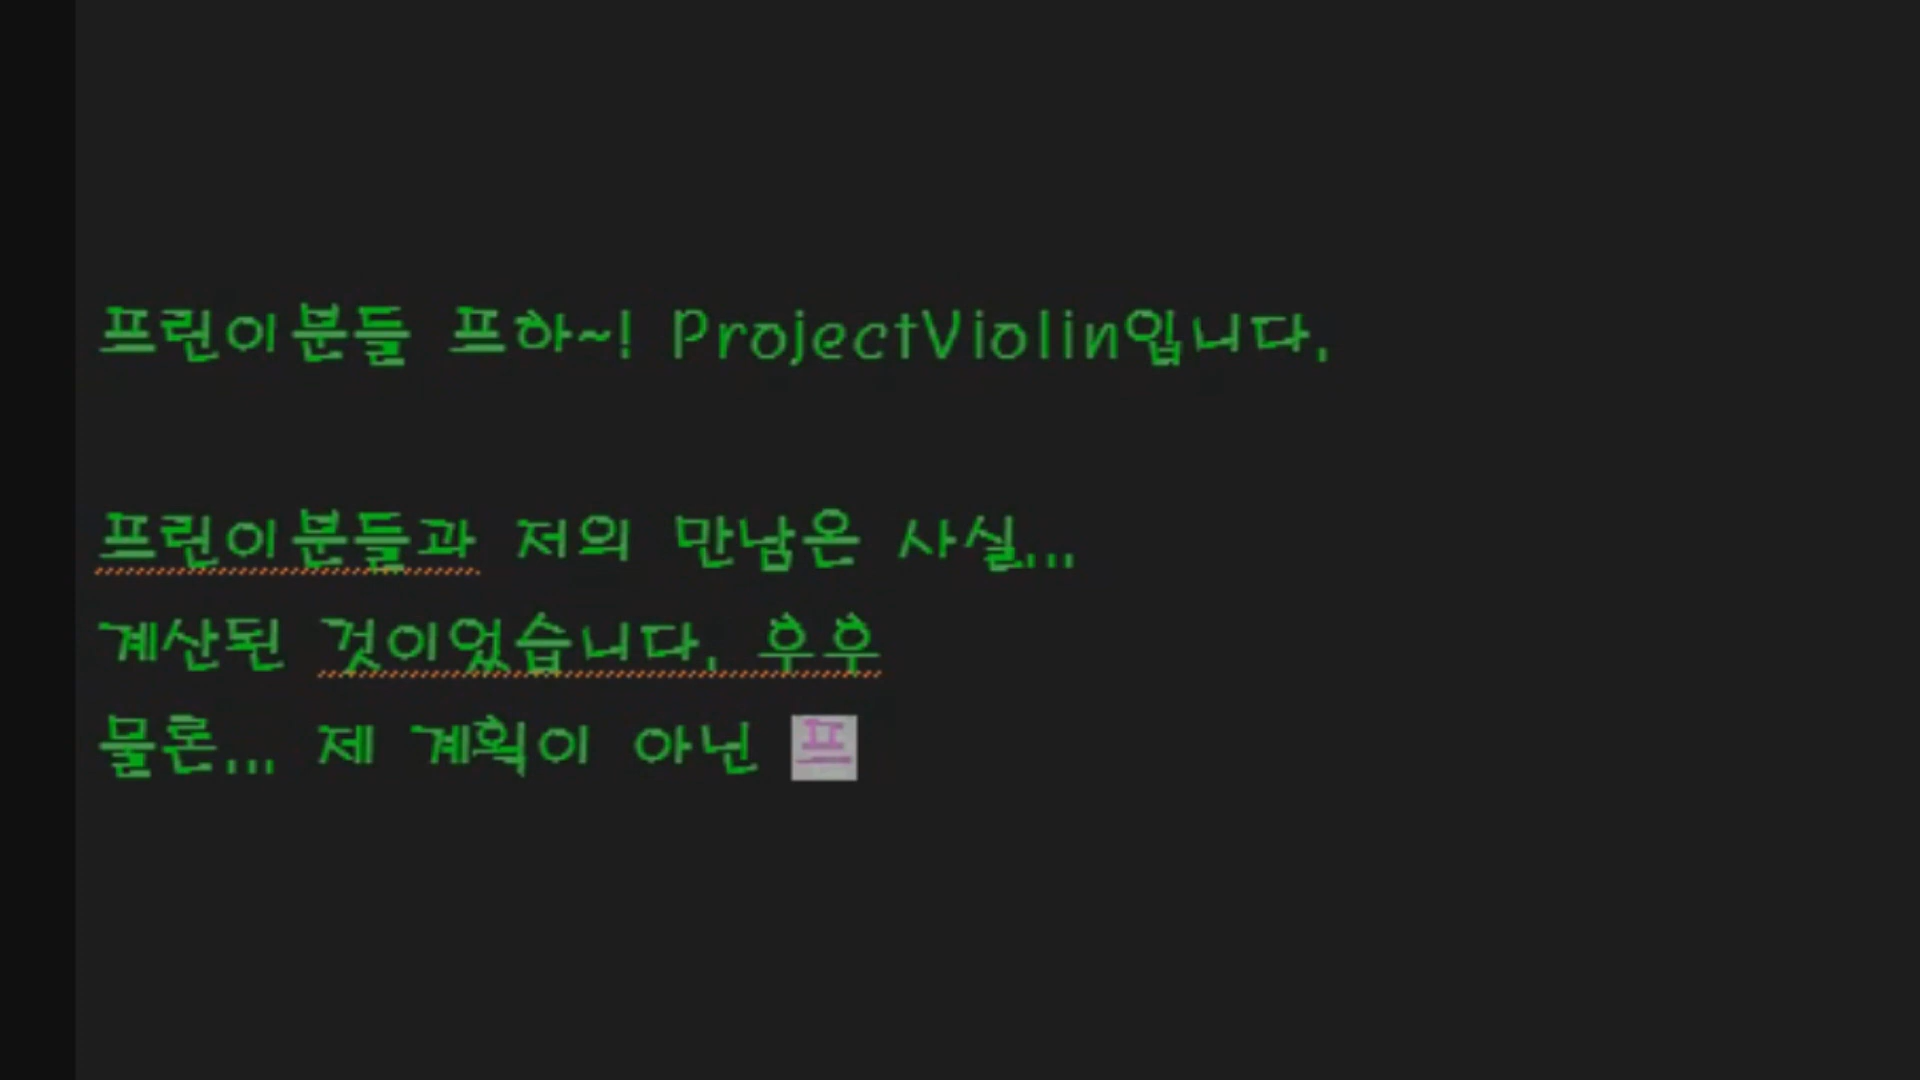 프린이분들 프하~! ProjectViolin입니다.
프린이분들과 저의 만남은 사실...
계산된 것이었습니다. 후후
물론... 제 계획이 아닌 프